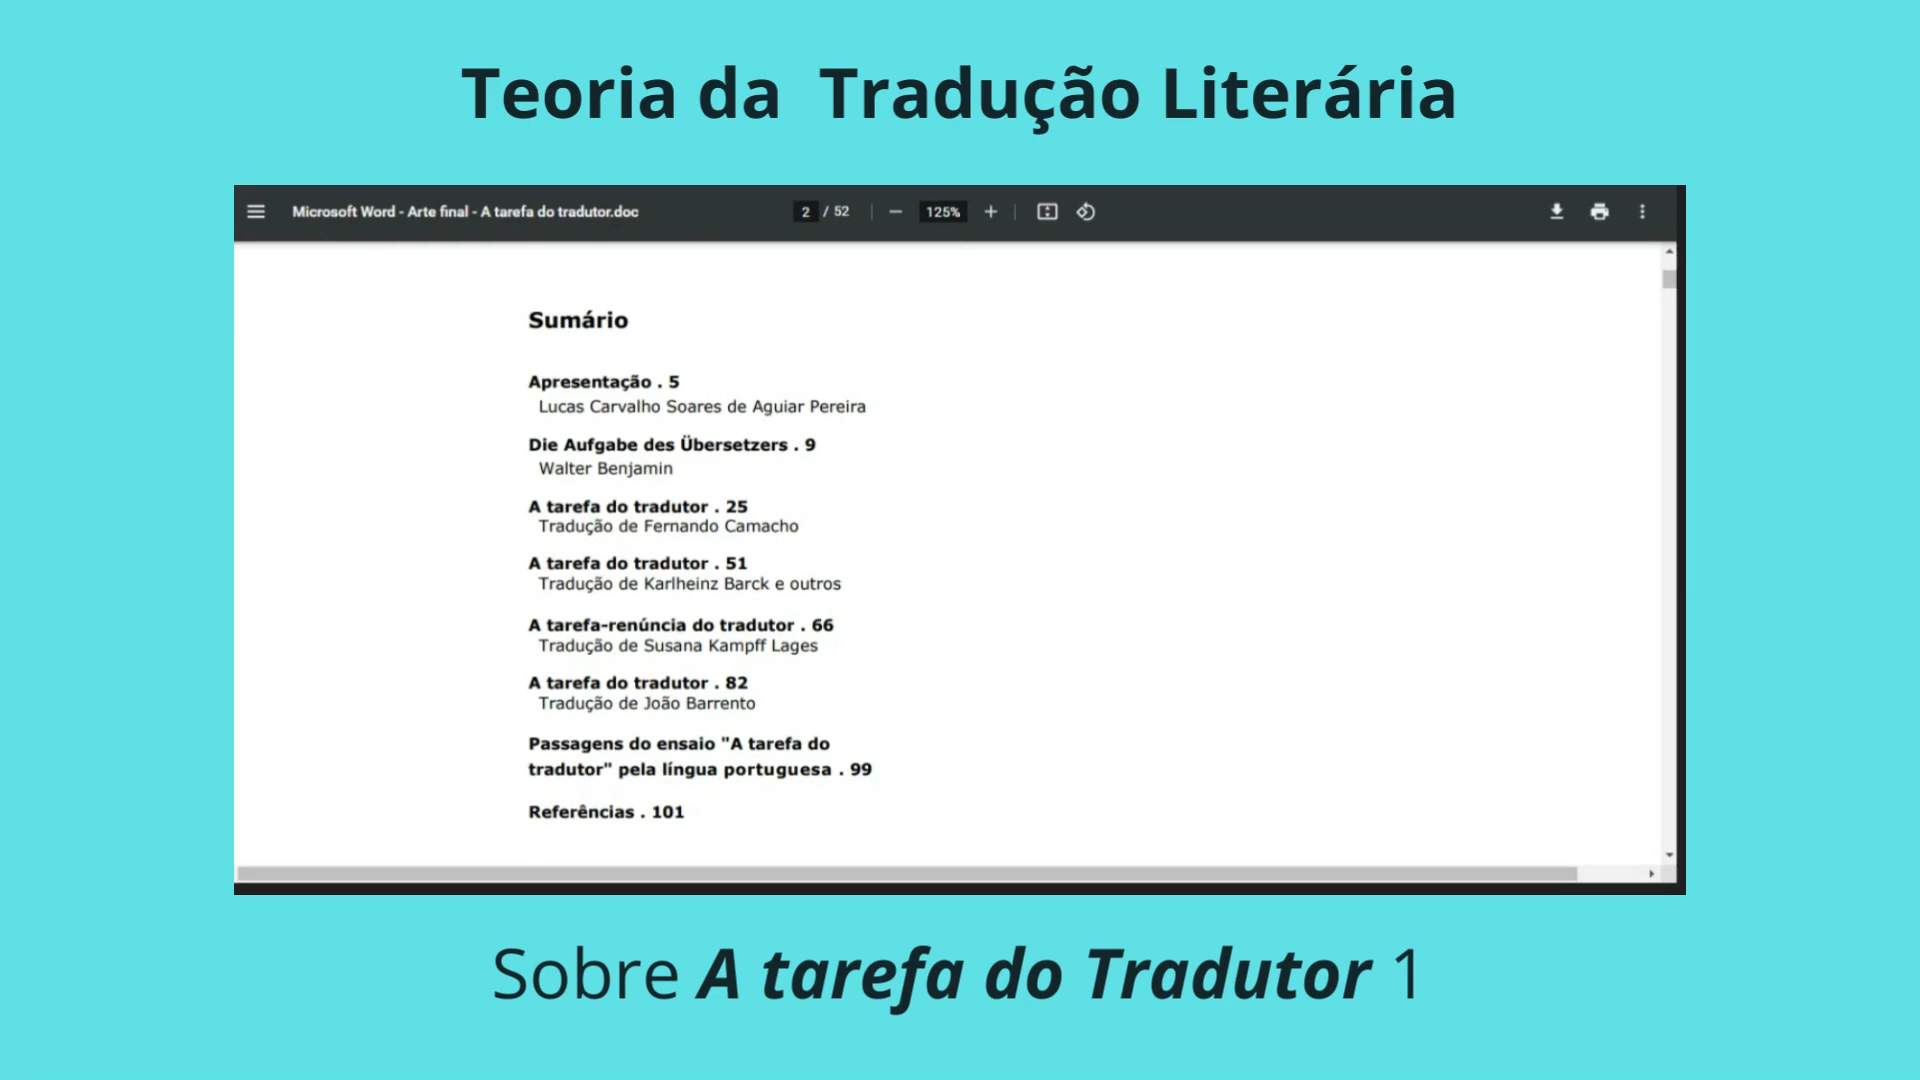 Teoria da  Tradução Literária
Microsoft Word - Arte final - A tarefa do tradutor.doc
2 / 52
125%
Sumário
Apresentação . 5
Lucas Carvalho Soares de Aguiar Pereira
Die Aufgabe des Übersetzers . 9
Walter Benjamin
A tarefa do tradutor . 25
Tradução de Fernando Camacho
A tarefa do tradutor . 51
Tradução de Karlheinz Barck e outros
A tarefa-renúncia do tradutor . 66
Tradução de Susana Kampff Lages
A tarefa do tradutor . 82
Tradução de João Barrento
Passagens do ensaio "A tarefa do
tradutor" pela língua portuguesa . 99
Referências . 101
Sobre A tarefa do Tradutor 1